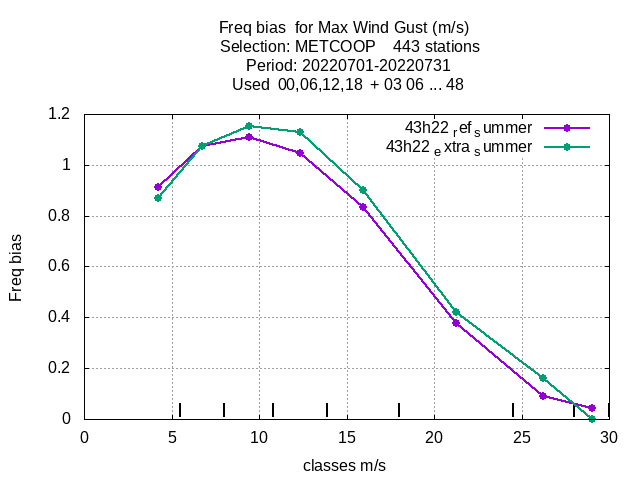 Freq bias  for Max Wind Gust (m/s)
Selection: METCOOP    443 stations
Period: 20220701-20220731
Used  00,06,12,18  + 03 06 ... 48
43h22 ref summer
43h22 extra summer
1.2
1
0.8
0.6
0.4
0.2
0
Freq bias
0 5 10 15 20 25 30
classes m/s